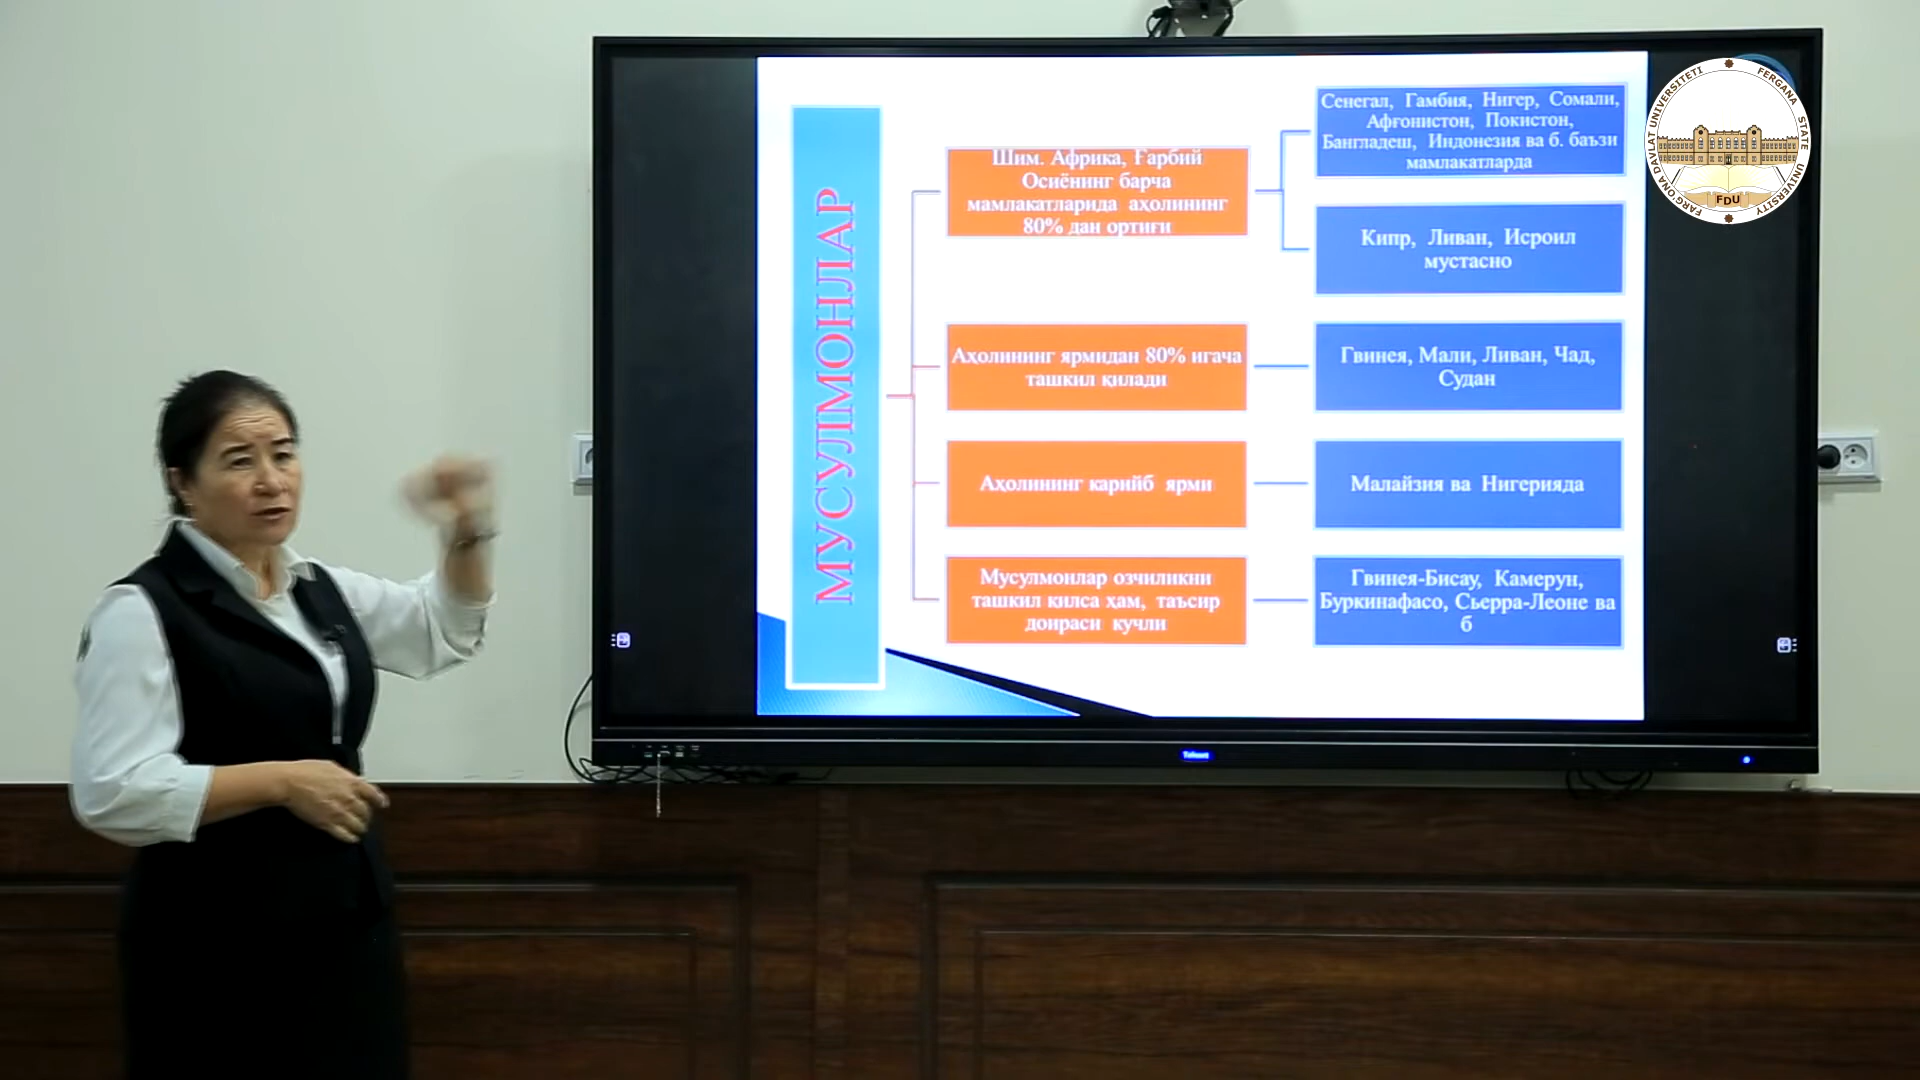 МУСУЛМОНЛАР
Шим. Африка, Ғарбий
Осиёнинг барча
мамлакатларида аҳолининг
80% дан ортиғи
Сенегал, Гамбия, Нигер, Сомали,
Афғонистон, Покистон,
Бангладеш, Индонезия ва б. баъзи
мамлакатларда
Кипр, Ливан, Исроил
мустасно
Аҳолининг ярмидан 80% игача
ташкил қилади
Гвинея, Мали, Ливан, Чад,
Судан
Аҳолининг карийб ярми
Малайзия ва Нигерияда
Мусулмонлар озчиликни
ташкил қилса ҳам, таъсир
доираси кучли
Гвинея-Бисау, Камерун,
Буркинафасо, Сьерра-Леоне ва
б
FARG'ONA DAVLAT UNIVERSITETI
FERGANA STATE UNIVERSITY
FDU